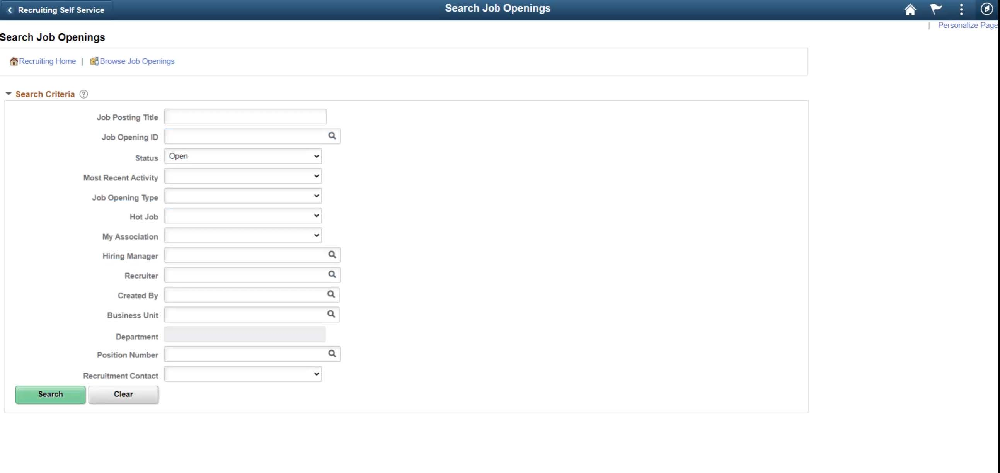 Recruiting Self Service
Search Job Openings
| Personalize Page
Search Job Openings
Recruiting Home | Browse Job Openings
Search Criteria ?
Job Posting Title
Job Opening ID
Status Open
Most Recent Activity
Job Opening Type
Hot Job
My Association
Hiring Manager
Recruiter
Created By
Business Unit
Department
Position Number
Recruitment Contact
Search Clear